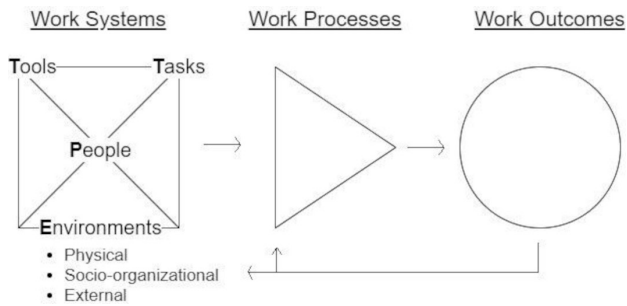 Work Systems Work Processes Work Outcomes
Tools Tasks
People
Environments
• Physical
• Socio-organizational
• External